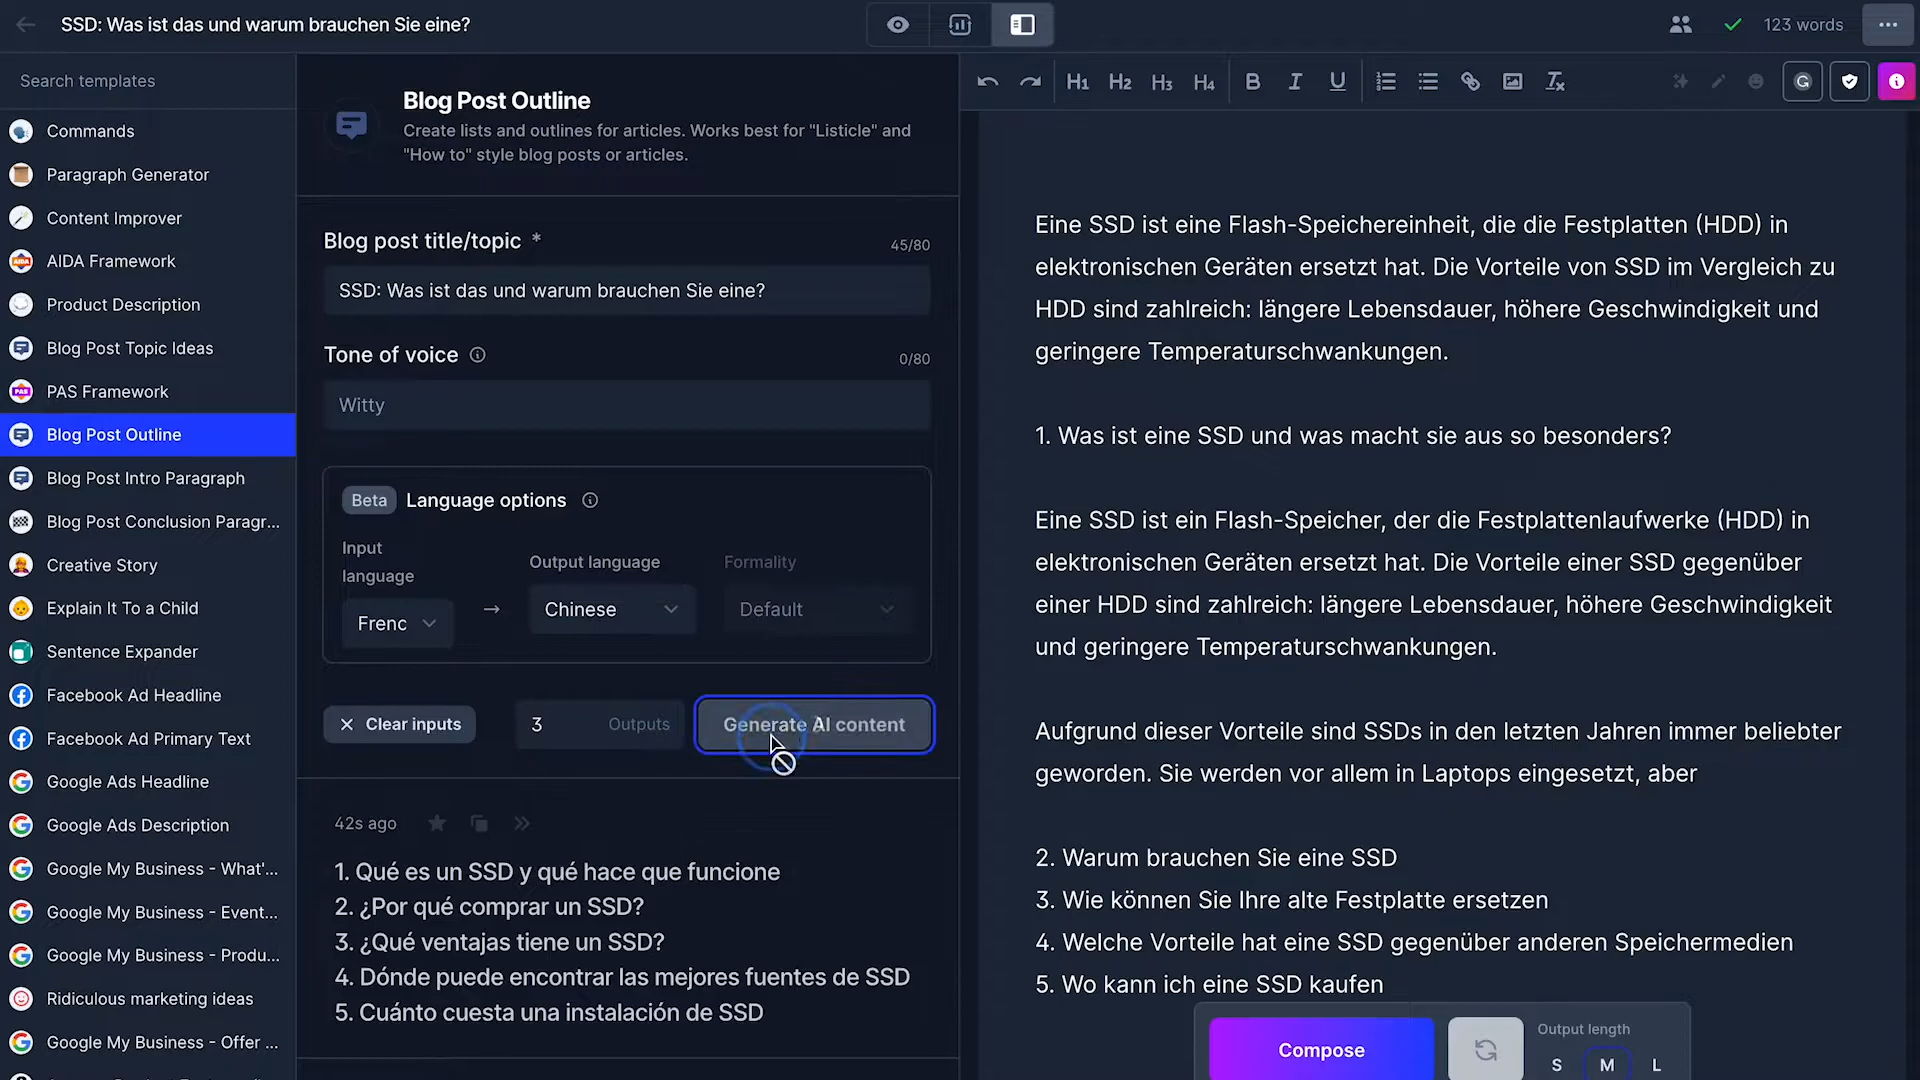 SSD: Was ist das und warum brauchen Sie eine?
123 words
Search templates
Commands
Paragraph Generator
Content Improver
AIDA Framework
Product Description
Blog Post Topic Ideas
PAS Framework
Blog Post Outline
Blog Post Intro Paragraph
Blog Post Conclusion Paragr...
Creative Story
Explain It To a Child
Sentence Expander
Facebook Ad Headline
Facebook Ad Primary Text
Google Ads Headline
Google Ads Description
Google My Business - What'...
Google My Business - Event...
Google My Business - Produ...
Ridiculous marketing ideas
Google My Business - Offer ...
Blog Post Outline
Create lists and outlines for articles. Works best for "Listicle" and
"How to" style blog posts or articles.
Blog post title/topic *
45/80
SSD: Was ist das und warum brauchen Sie eine?
Tone of voice
0/80
Witty
Beta Language options
Input
language
Output language
Formality
Frenc
→
Chinese
Default
Clear inputs
3 Outputs
Generate AI content
42s ago
1. Qué es un SSD y qué hace que funcione
2. ¿Por qué comprar un SSD?
3. ¿Qué ventajas tiene un SSD?
4. Dónde puede encontrar las mejores fuentes de SSD
5. Cuánto cuesta una instalación de SSD
H1 H2 H3 H4 B I U
Eine SSD ist eine Flash-Speichereinheit, die die Festplatten (HDD) in
elektronischen Geräten ersetzt hat. Die Vorteile von SSD im Vergleich zu
HDD sind zahlreich: längere Lebensdauer, höhere Geschwindigkeit und
geringere Temperaturschwankungen.
1. Was ist eine SSD und was macht sie aus so besonders?
Eine SSD ist ein Flash-Speicher, der die Festplattenlaufwerke (HDD) in
elektronischen Geräten ersetzt hat. Die Vorteile einer SSD gegenüber
einer HDD sind zahlreich: längere Lebensdauer, höhere Geschwindigkeit
und geringere Temperaturschwankungen.
Aufgrund dieser Vorteile sind SSDs in den letzten Jahren immer beliebter
geworden. Sie werden vor allem in Laptops eingesetzt, aber
2. Warum brauchen Sie eine SSD
3. Wie können Sie Ihre alte Festplatte ersetzen
4. Welche Vorteile hat eine SSD gegenüber anderen Speichermedien
5. Wo kann ich eine SSD kaufen
Compose
Output length
S M L